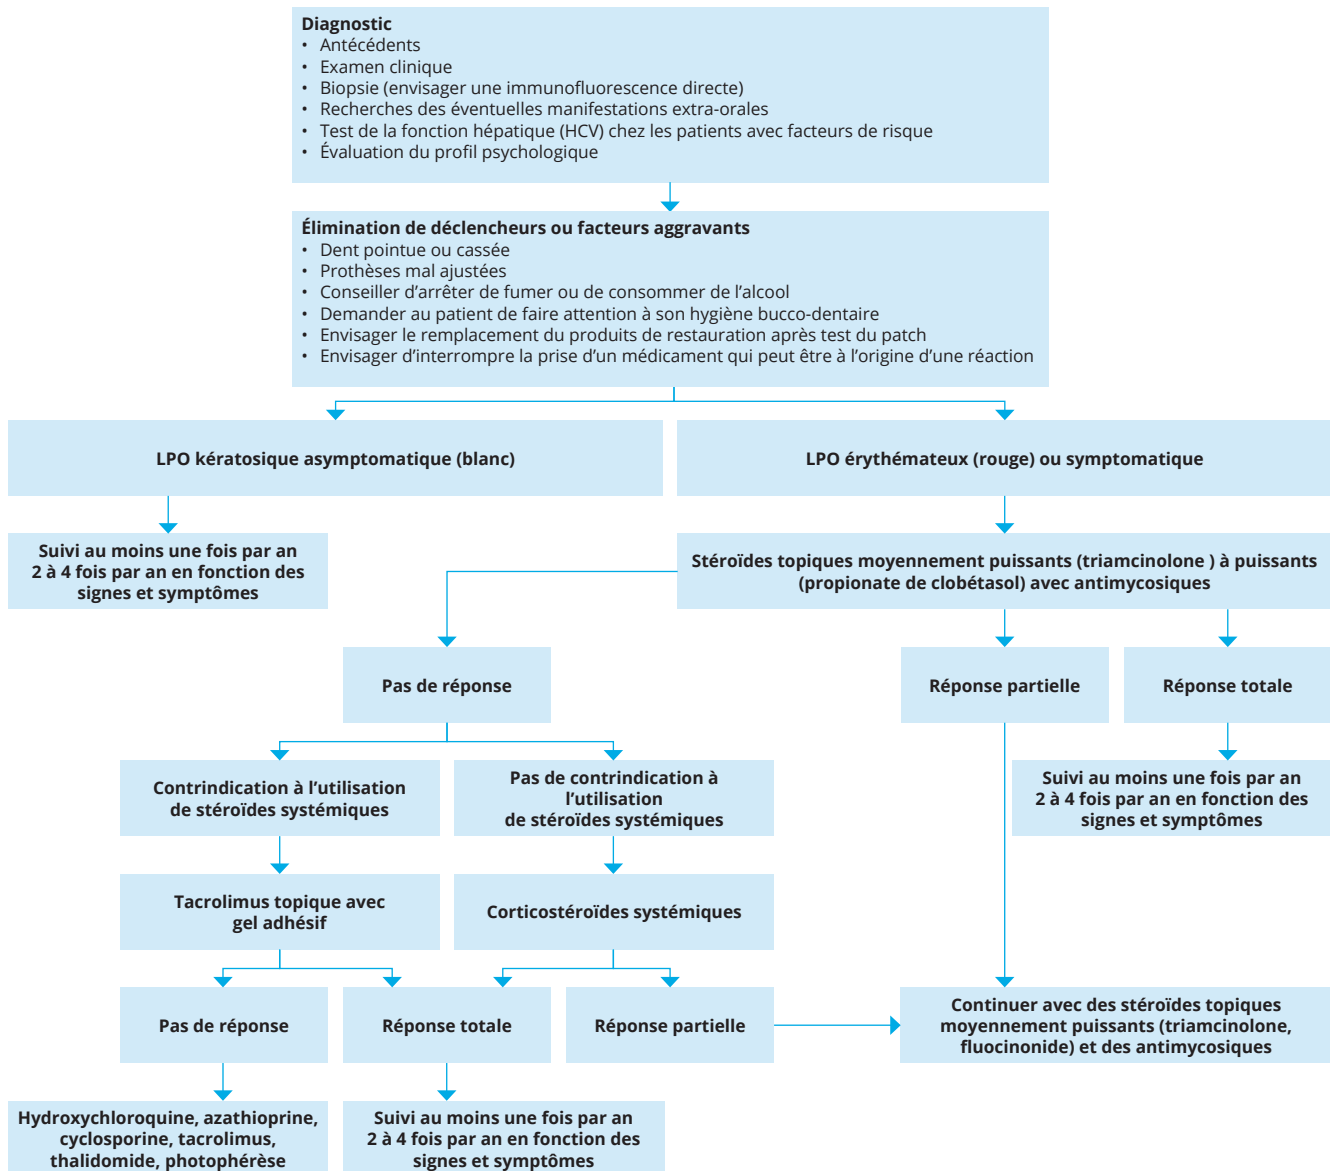 Diagnostic
• Antécédents
• Examen clinique
• Biopsie (envisager une immunofluorescence directe)
• Recherches des éventuelles manifestations extra-orales
• Test de la fonction hépatique (HCV) chez les patients avec facteurs de risque
• Évaluation du profil psychologique
Élimination de déclencheurs ou facteurs aggravants
• Dent pointue ou cassée
• Prothèses mal ajustées
• Conseiller d’arrêter de fumer ou de consommer de l’alcool
• Demander au patient de faire attention à son hygiène bucco-dentaire
• Envisager le remplacement du produits de restauration après test du patch
• Envisager d’interrompre la prise d’un médicament qui peut être à l’origine d’une réaction
LPO kératosique asymptomatique (blanc)
LPO érythémateux (rouge) ou symptomatique
Suivi au moins une fois par an
2 à 4 fois par an en fonction des
signes et symptômes
Stéroïdes topiques moyennement puissants (triamcinolone ) à puissants
(propionate de clobétasol) avec antimycosiques
Pas de réponse
Réponse partielle
Réponse totale
Contrindication à l’utilisation
de stéroïdes systémiques
Pas de contrindication à
l’utilisation
de stéroïdes systémiques
Suivi au moins une fois par an
2 à 4 fois par an en fonction des
signes et symptômes
Tacrolimus topique avec
gel adhésif
Corticostéroïdes systémiques
Pas de réponse
Réponse totale
Réponse partielle
Continuer avec des stéroïdes topiques
moyennement puissants (triamcinolone,
fluocinonide) et des antimycosiques
Hydroxychloroquine, azathioprine,
cyclosporine, tacrolimus,
thalidomide, photophérèse
Suivi au moins une fois par an
2 à 4 fois par an en fonction des
signes et symptômes